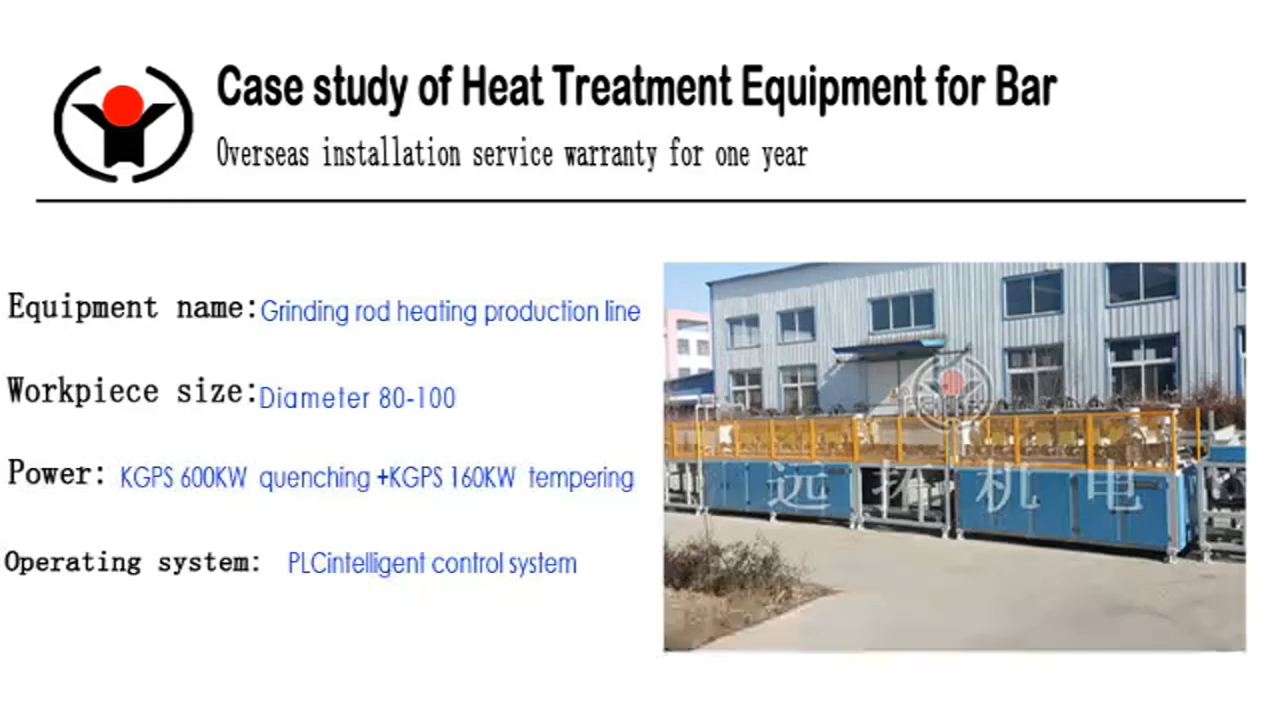 Case study of Heat Treatment Equipment for Bar
Overseas installation service warranty for one year
Equipment name:Grinding rod heating production line
Workpiece size:Diameter 80-100
Power: KGPS 600KW quenching +KGPS 160KW tempering
Operating system: PLCintelligent control system
远拓机电